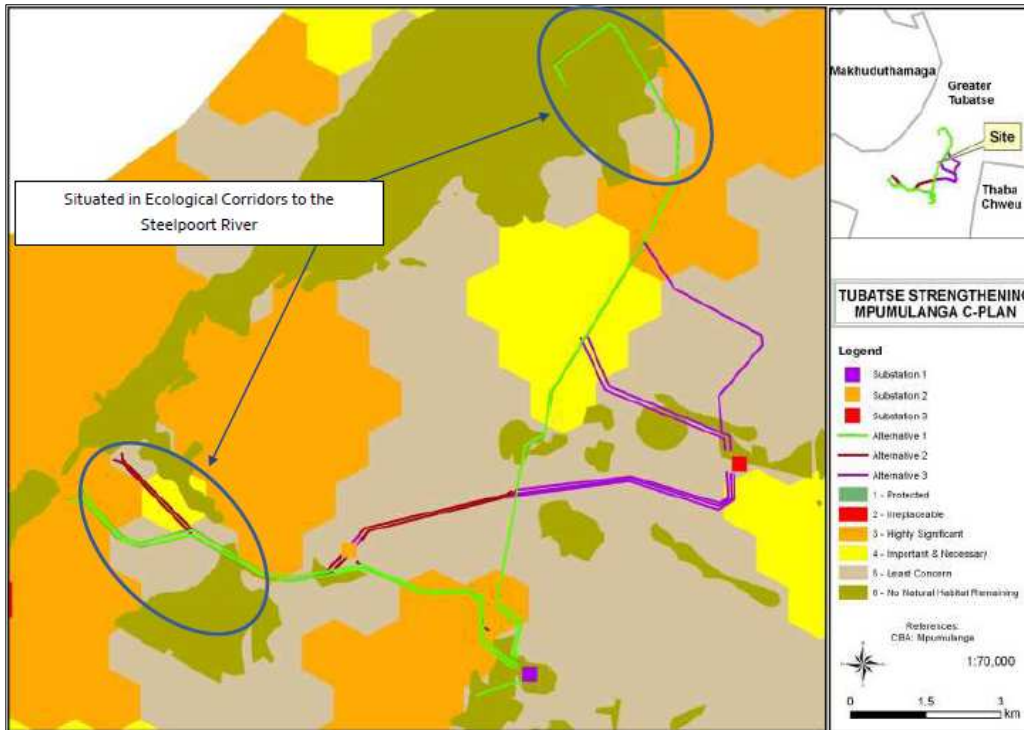 Situated in Ecological Corridors to the
Steelpoort River
Makhuduthamaga
Greater
Tubatse
Site
Thaba
Chweu
TUBATSE STRENGTHENING
MPUMULANGA C-PLAN
Legend
Substation 1
Substation 2
Substation 3
Alternative 1
Alternative 2
Alternative 3
1 - Protected
2 - Irreplaceable
3 - Highly Significant
4 - Important & Necessary
5 - Least Concern
6 - No Natural Habitat Remaining
References:
CBA: Mpumulanga
1:70,000
0 1.5 3
km